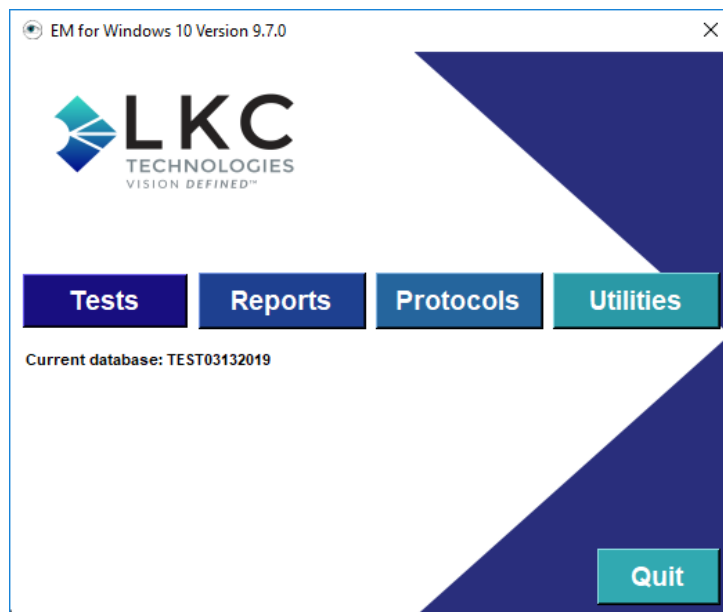 EM for Windows 10 Version 9.7.0
LKC
TECHNOLOGIES
VISION DEFINED™
Tests
Reports
Protocols
Utilities
Current database: TEST03132019
Quit